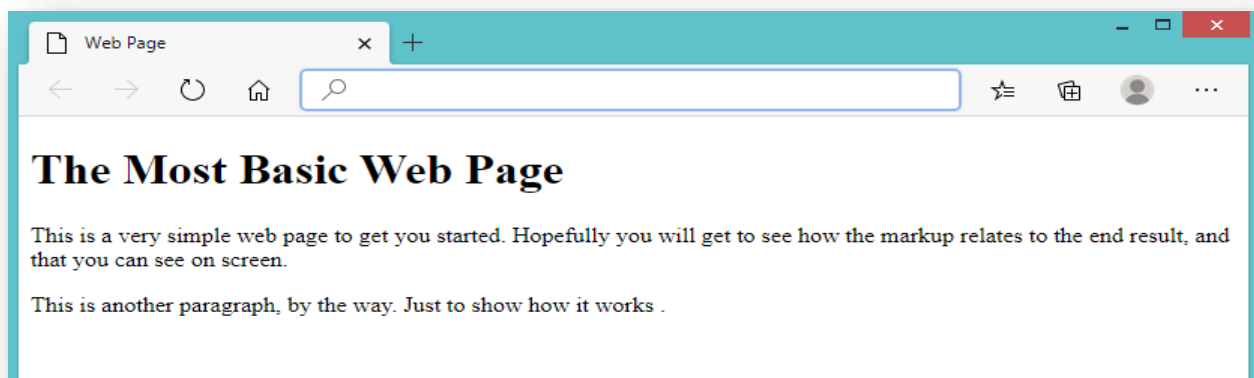 Web Page
The Most Basic Web Page
This is a very simple web page to get you started. Hopefully you will get to see how the markup relates to the end result, and
that you can see on screen.
This is another paragraph, by the way. Just to show how it works .